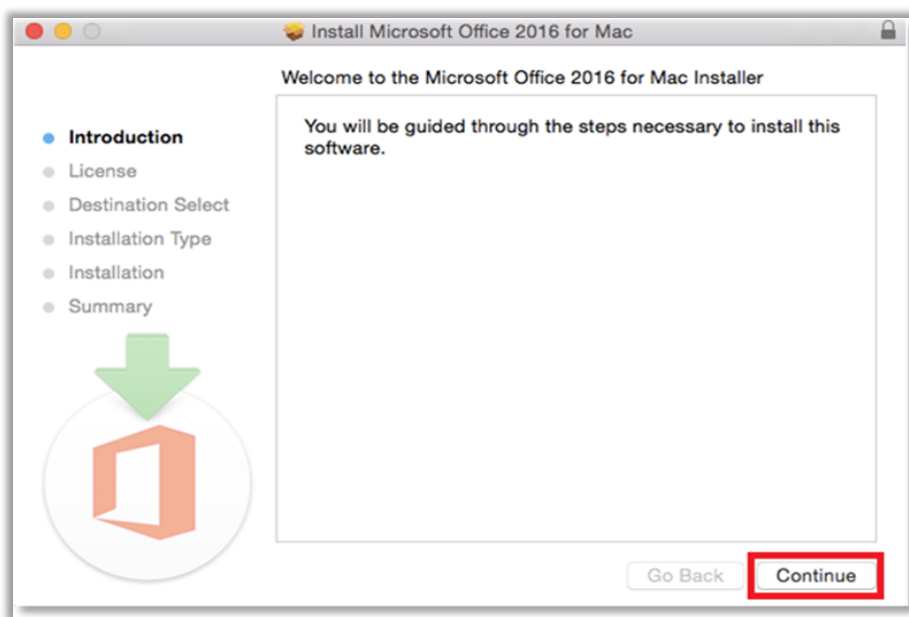 Install Microsoft Office 2016 for Mac
Welcome to the Microsoft Office 2016 for Mac Installer
Introduction
License
Destination Select
Installation Type
Installation
Summary
You will be guided through the steps necessary to install this
software.
Go Back
Continue